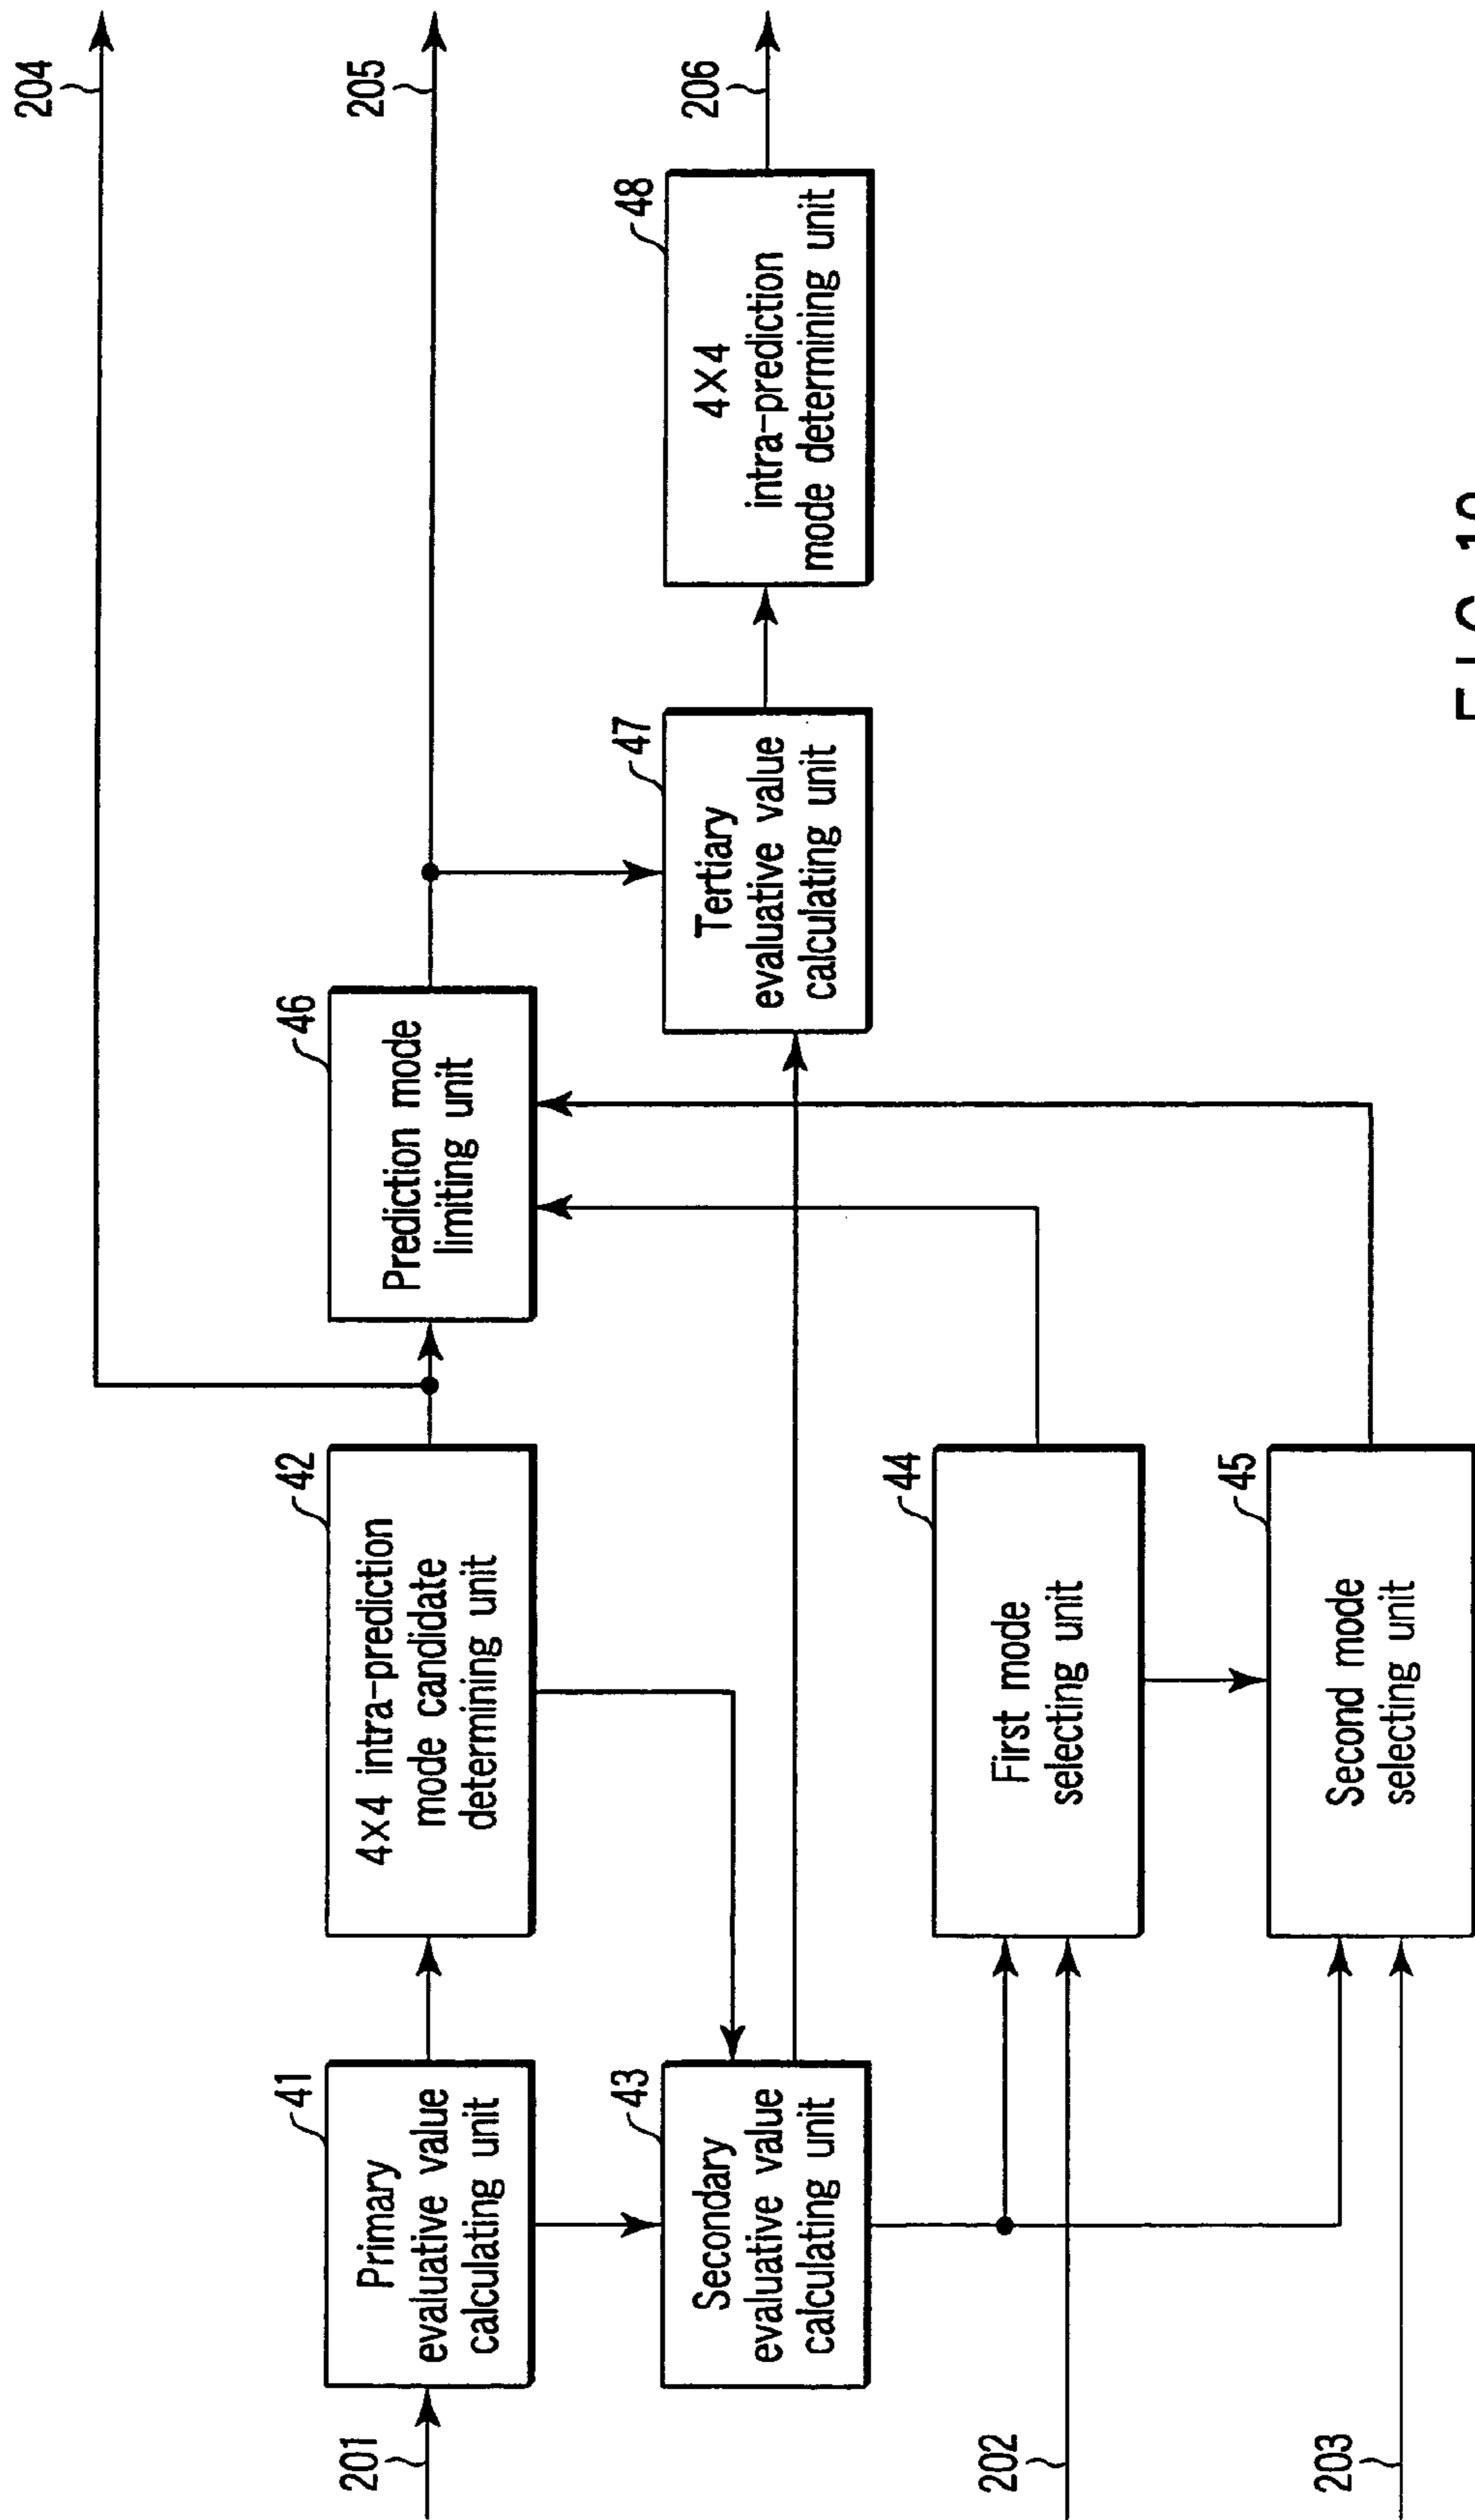 204
205
206
48
4×4
intra-prediction
mode determining unit
47
Tertiary
evaluative value
calculating unit
46
Prediction mode
limiting unit
42
4×4 intra-prediction
mode candidate
determining unit
44
First mode
selecting unit
45
Second mode
selecting unit
41
Primary
evaluative value
calculating unit
43
Secondary
evaluative value
calculating unit
201
202
203